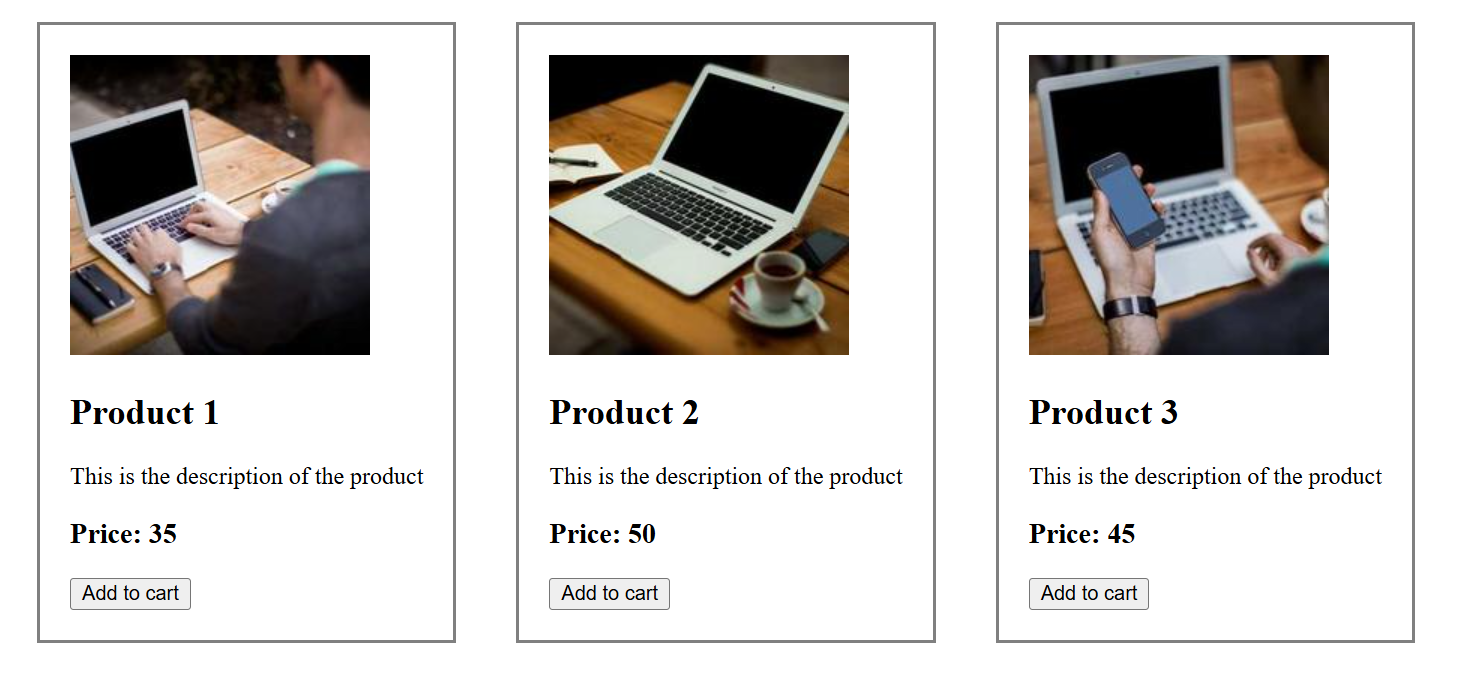 Product 1
This is the description of the product
Price: 35
Add to cart
Product 2
This is the description of the product
Price: 50
Add to cart
Product 3
This is the description of the product
Price: 45
Add to cart